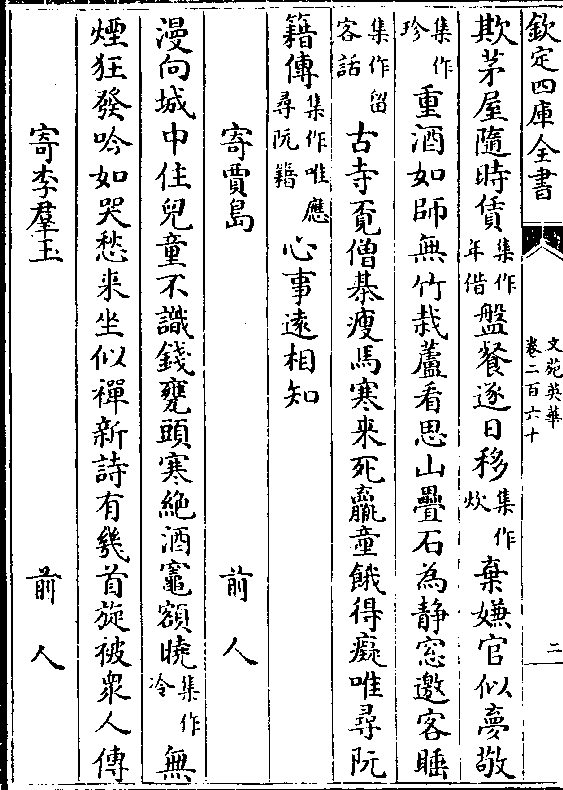 欽定四庫全書
文苑英華
卷二百六十
二
欺茅屋隨時賃集作年偕盤餐逐日移集作炊棄嫌官似夢敬
集作珍重酒如師無竹栽蘆看思山疊石為静窓邀客睡
集作留客話古寺覔僧棊瘦馬寒来死羸童餓得癡唯尋阮
籍傳集作唯應尋阮籍心事遠相知
寄賈島 前人
漫向城中住兒童不識錢甕頭寒絶酒竈額曉集作冷無
煙狂發吟如哭愁来坐似禪新詩有幾首旋被衆人傳
寄李羣玉 前人